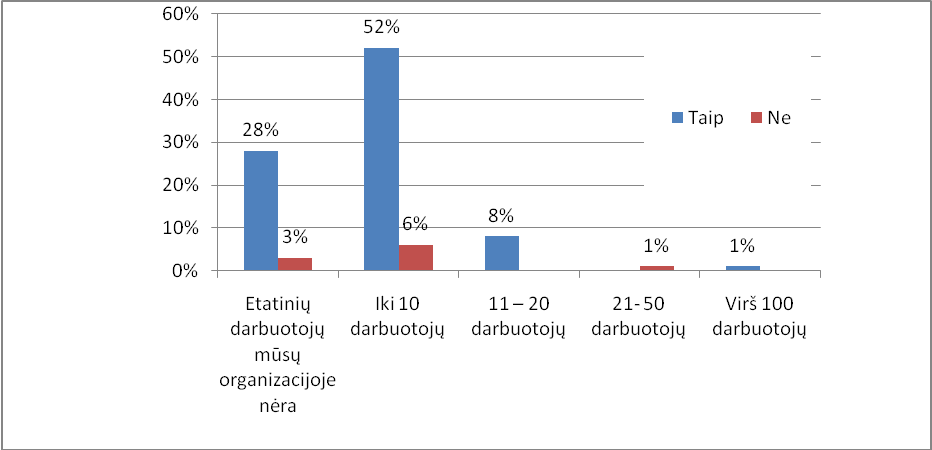 60%
50%
40%
30%
20%
10%
0%
28%
3%
52%
6%
8%
1%
1%
Taip
Ne
Etatinių
darbuotojų
mūsų
organizacijoje
nėra
Iki 10
darbuotojų
11 – 20
darbuotojų
21- 50
darbuotojų
Virš 100
darbuotojų